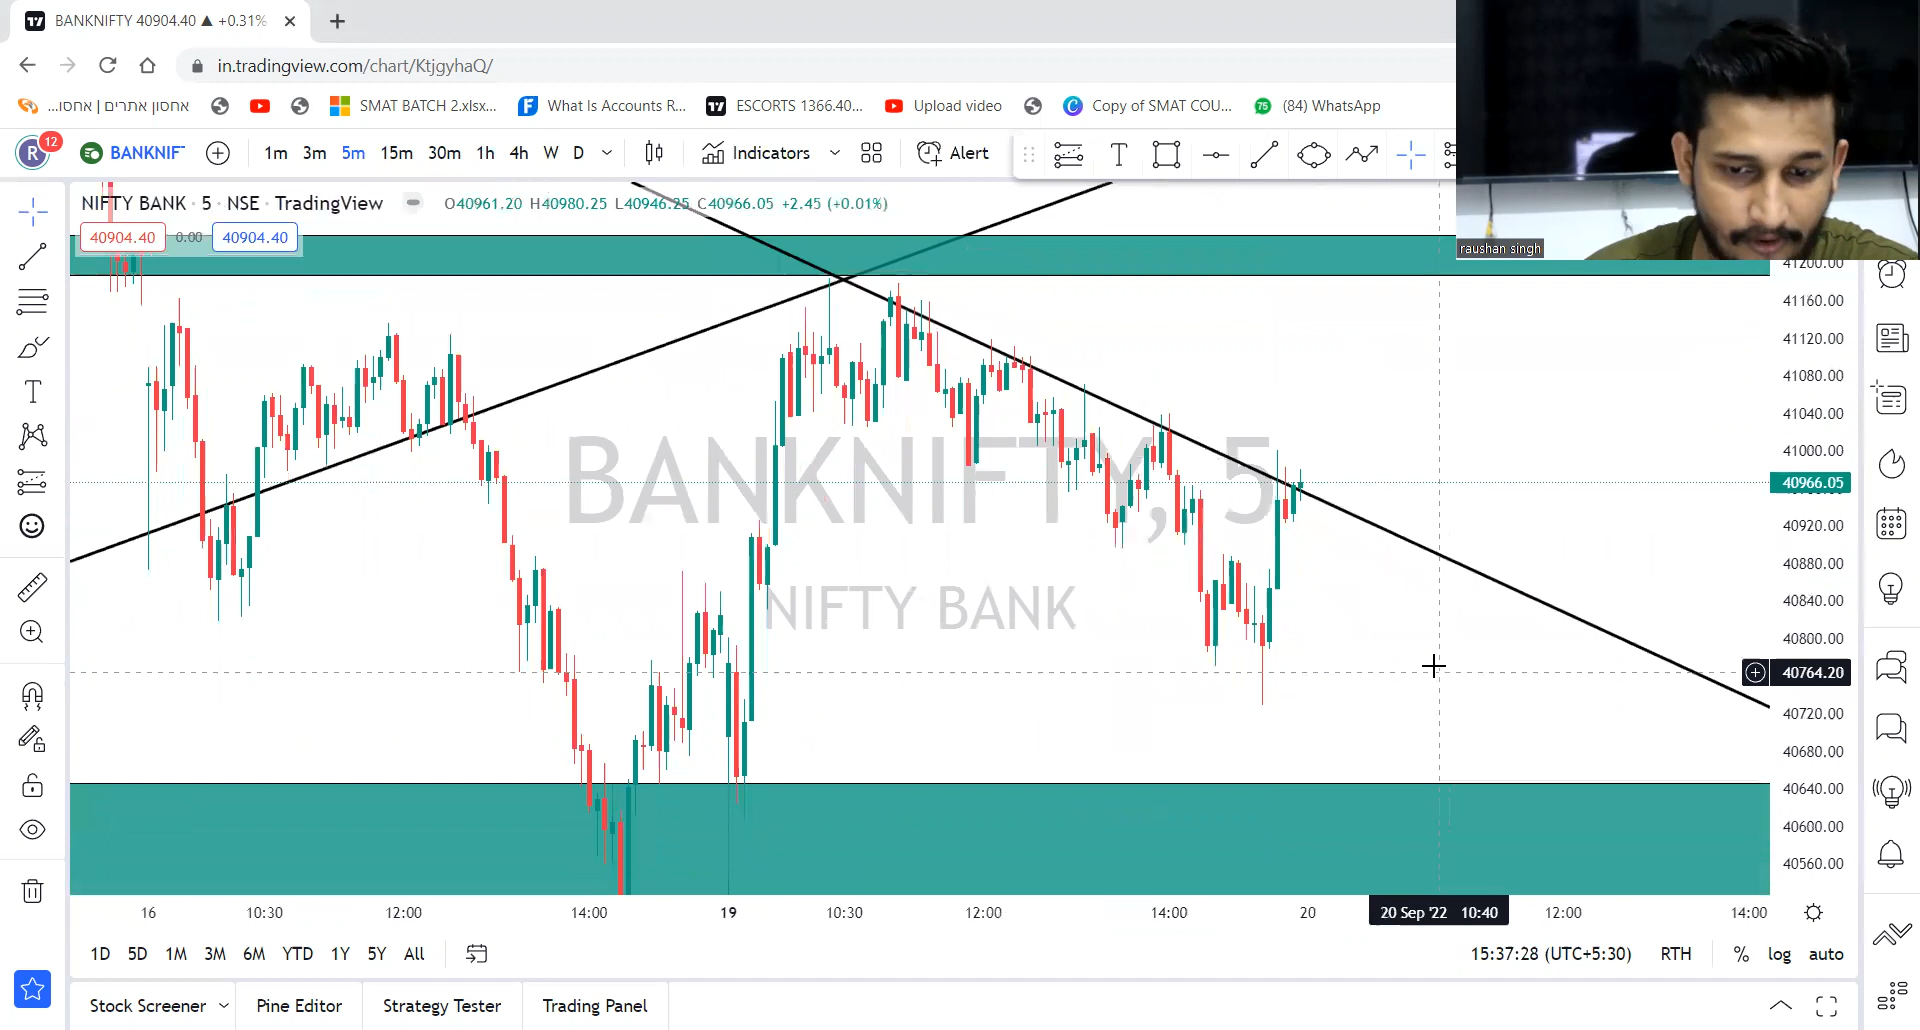 BANKNIFTY 40904.40 ▲ +0.31%
in.tradingview.com/chart/KtjgyhaQ/
אחסון אתרים | אחסו...
SMAT BATCH 2.xlsx...
What Is Accounts R...
ESCORTS 1366.40...
Upload video
Copy of SMAT COU...
75
(84) WhatsApp
R
12
BANKNIFT
1m 3m 5m 15m 30m 1h 4h W D
Indicators
Alert
NIFTY BANK · 5 · NSE · TradingView
O40961.20 H40980.25 L40946.25 C40966.05 +2.45 (+0.01%)
40904.40 0.00 40904.40
raushan singh
BANKNIFTY, 5
NIFTY BANK
41200.00
41160.00
41120.00
41080.00
41040.00
41000.00
40966.05
40920.00
40880.00
40840.00
40800.00
40764.20
40720.00
40680.00
40640.00
40600.00
40560.00
16 10:30 12:00 14:00 19 10:30 12:00 14:00 20 20 Sep '22 10:40 12:00 14:00
1D 5D 1M 3M 6M YTD 1Y 5Y All
15:37:28 (UTC+5:30) RTH % log auto
Stock Screener Pine Editor Strategy Tester Trading Panel